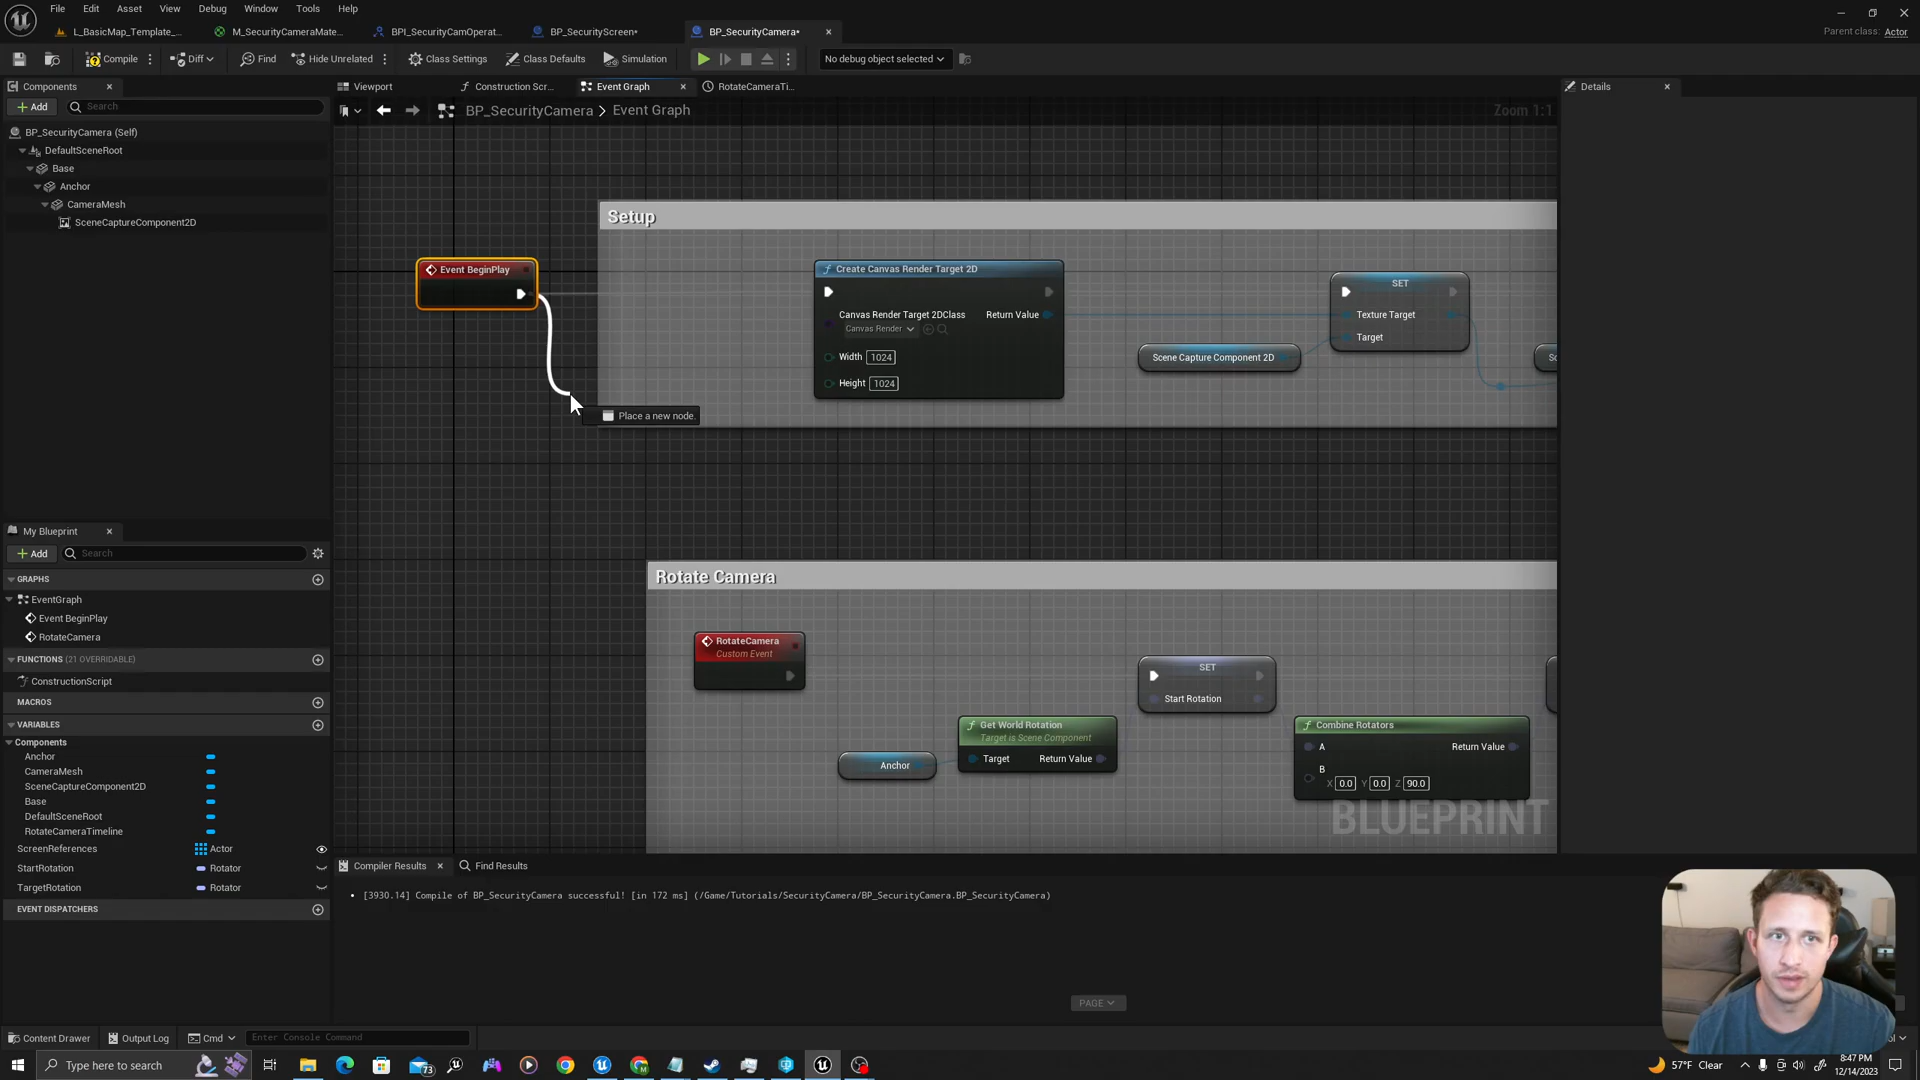 File Edit Asset View Debug Window Tools Help
L_BasicMap_Template_... M_SecurityCameraMate... BPI_SecurityCamOperat... BP_SecurityScreen* BP_SecurityCamera*
Parent class: Actor
Compile Diff Find Hide Unrelated Class Settings Class Defaults Simulation No debug object selected
Components
Viewport Construction Scr... Event Graph RotateCameraTi...
Details
Add Search
BP_SecurityCamera > Event Graph
Zoom 1:1
BP_SecurityCamera (Self)
DefaultSceneRoot
Base
Anchor
CameraMesh
SceneCaptureComponent2D
Setup
Event BeginPlay
Create Canvas Render Target 2D
Canvas Render Target 2DClass
Canvas Render
Return Value
Width 1024
Height 1024
Scene Capture Component 2D
SET
Texture Target
Target
Place a new node.
Rotate Camera
RotateCamera
Custom Event
Anchor
Get World Rotation
Target is Scene Component
Target Return Value
SET
Start Rotation
Combine Rotators
A Return Value
B
X 0.0 Y 0.0 Z 90.0
BLUEPRINT
My Blueprint
Add Search
GRAPHS
EventGraph
Event BeginPlay
RotateCamera
FUNCTIONS (21 OVERRIDABLE)
ConstructionScript
MACROS
VARIABLES
Components
Anchor
CameraMesh
SceneCaptureComponent2D
Base
DefaultSceneRoot
RotateCameraTimeline
ScreenReferences Actor
StartRotation Rotator
TargetRotation Rotator
EVENT DISPATCHERS
Compiler Results Find Results
[3930.14] Compile of BP_SecurityCamera successful! [in 172 ms] (/Game/Tutorials/SecurityCamera/BP_SecurityCamera.BP_SecurityCamera)
PAGE
Content Drawer Output Log Cmd Enter Console Command
Type here to search
73
57°F Clear
8:47 PM
12/14/2023